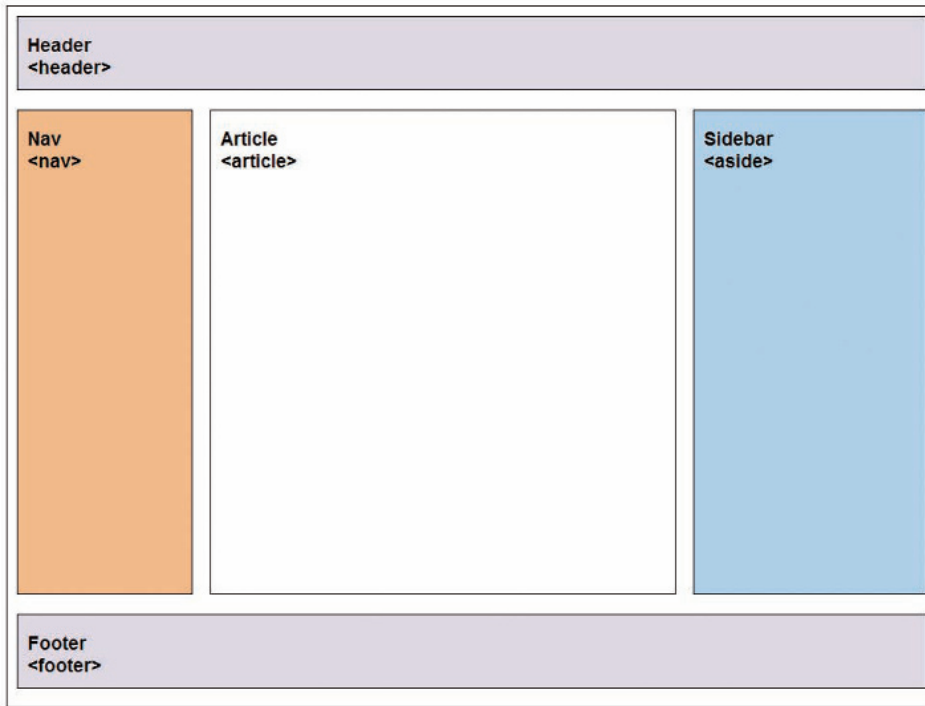 Header
<header>
Nav
<nav>
Article
<article>
Sidebar
<aside>
Footer
<footer>